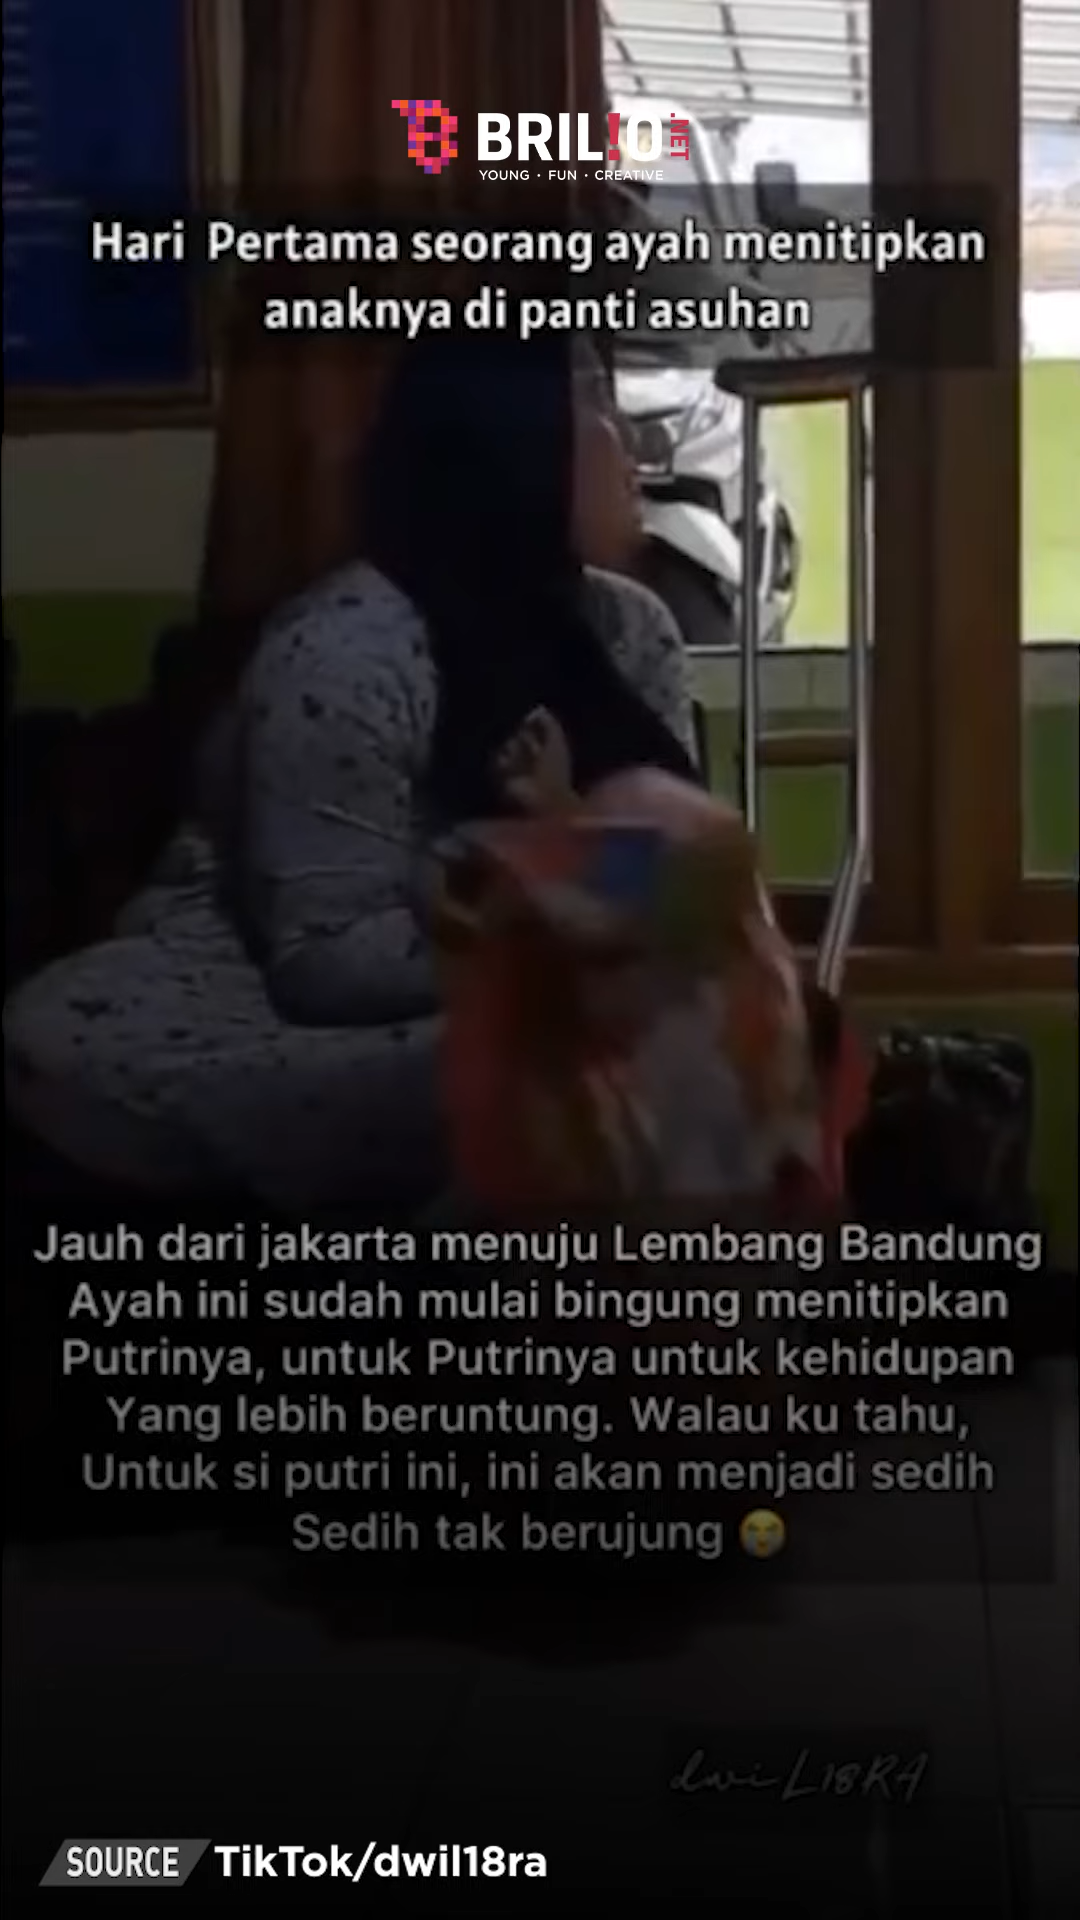 BRIL!O.NET
YOUNG · FUN · CREATIVE
Hari Pertama seorang ayah menitipkan
anaknya di panti asuhan
Jauh dari jakarta menuju Lembang Bandung
Ayah ini sudah mulai bingung menitipkan
Putrinya, untuk Putrinya untuk kehidupan
Yang lebih beruntung. Walau ku tahu,
Untuk si putri ini, ini akan menjadi sedih
Sedih tak berujung 😭
dwiL18RA
SOURCE TikTok/dwil18ra